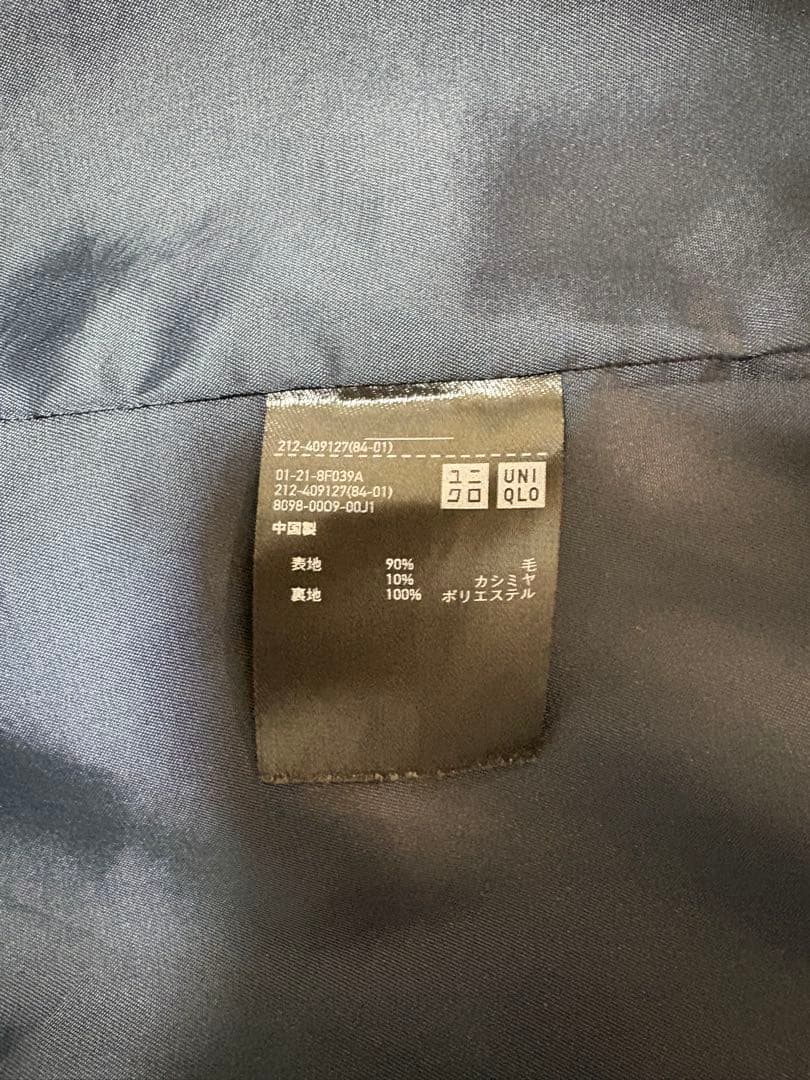 212-409127(84-01)
01-21-8F039A
212-409127(84-01)
8098-0009-00J1
中国製
ユニクロ
UNIQLO
表地 90% 毛
10% カシミヤ
裏地 100% ポリエステル